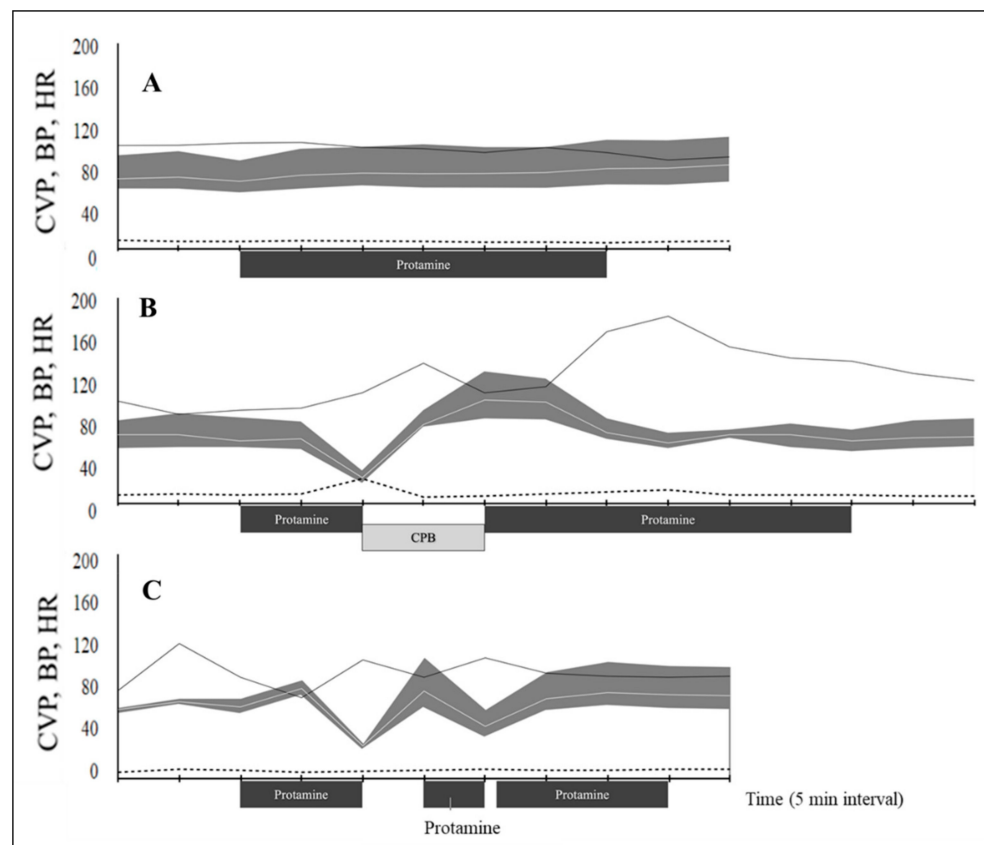 CVP, BP, HR
200
160
120
80
40
0
A
Protamine
CVP, BP, HR
200
160
120
80
40
0
B
Protamine
CPB
Protamine
CVP, BP, HR
200
160
120
80
40
0
C
Protamine
Protamine
Protamine
Time (5 min interval)